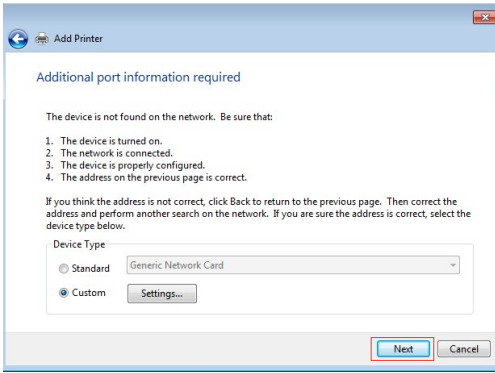 Add Printer
Additional port information required
The device is not found on the network. Be sure that:
1. The device is turned on.
2. The network is connected.
3. The device is properly configured.
4. The address on the previous page is correct.
If you think the address is not correct, click Back to return to the previous page. Then correct the
address and perform another search on the network. If you are sure the address is correct, select the
device type below.
Device Type
Standard Generic Network Card
Custom Settings...
Next Cancel